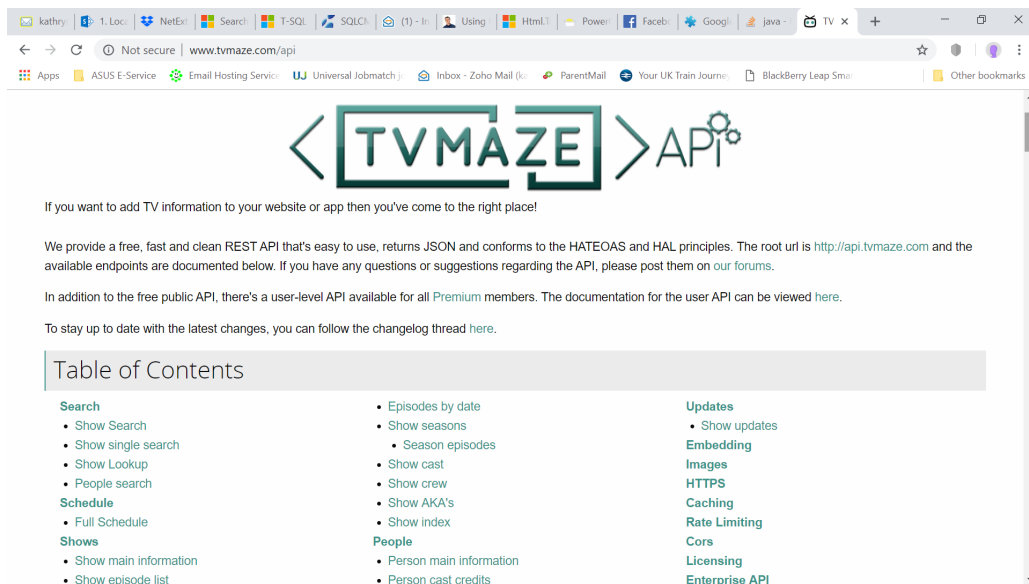 kathry
1. Loca
NetEx
Search
T-SQL
SQLCM
(1) - In
Using
Html.
Power
Faceb
Google
java -
TV
Not secure | www.tvmaze.com/api
Apps
ASUS E-Service
Email Hosting Service
UJ Universal Jobmatch
Inbox - Zoho Mail (ka
ParentMail
Your UK Train Journey
BlackBerry Leap Smar
Other bookmarks
<TVMAZE> API
If you want to add TV information to your website or app then you've come to the right place!
We provide a free, fast and clean REST API that's easy to use, returns JSON and conforms to the HATEOAS and HAL principles. The root url is http://api.tvmaze.com and the
available endpoints are documented below. If you have any questions or suggestions regarding the API, please post them on our forums.
In addition to the free public API, there's a user-level API available for all Premium members. The documentation for the user API can be viewed here.
To stay up to date with the latest changes, you can follow the changelog thread here.
Table of Contents
Search
• Show Search
• Show single search
• Show Lookup
• People search
Schedule
• Full Schedule
Shows
• Show main information
• Show episode list
• Episodes by date
• Show seasons
• Season episodes
• Show cast
• Show crew
• Show AKA's
• Show index
People
• Person main information
• Person cast credits
Updates
• Show updates
Embedding
Images
HTTPS
Caching
Rate Limiting
Cors
Licensing
Enterprise API